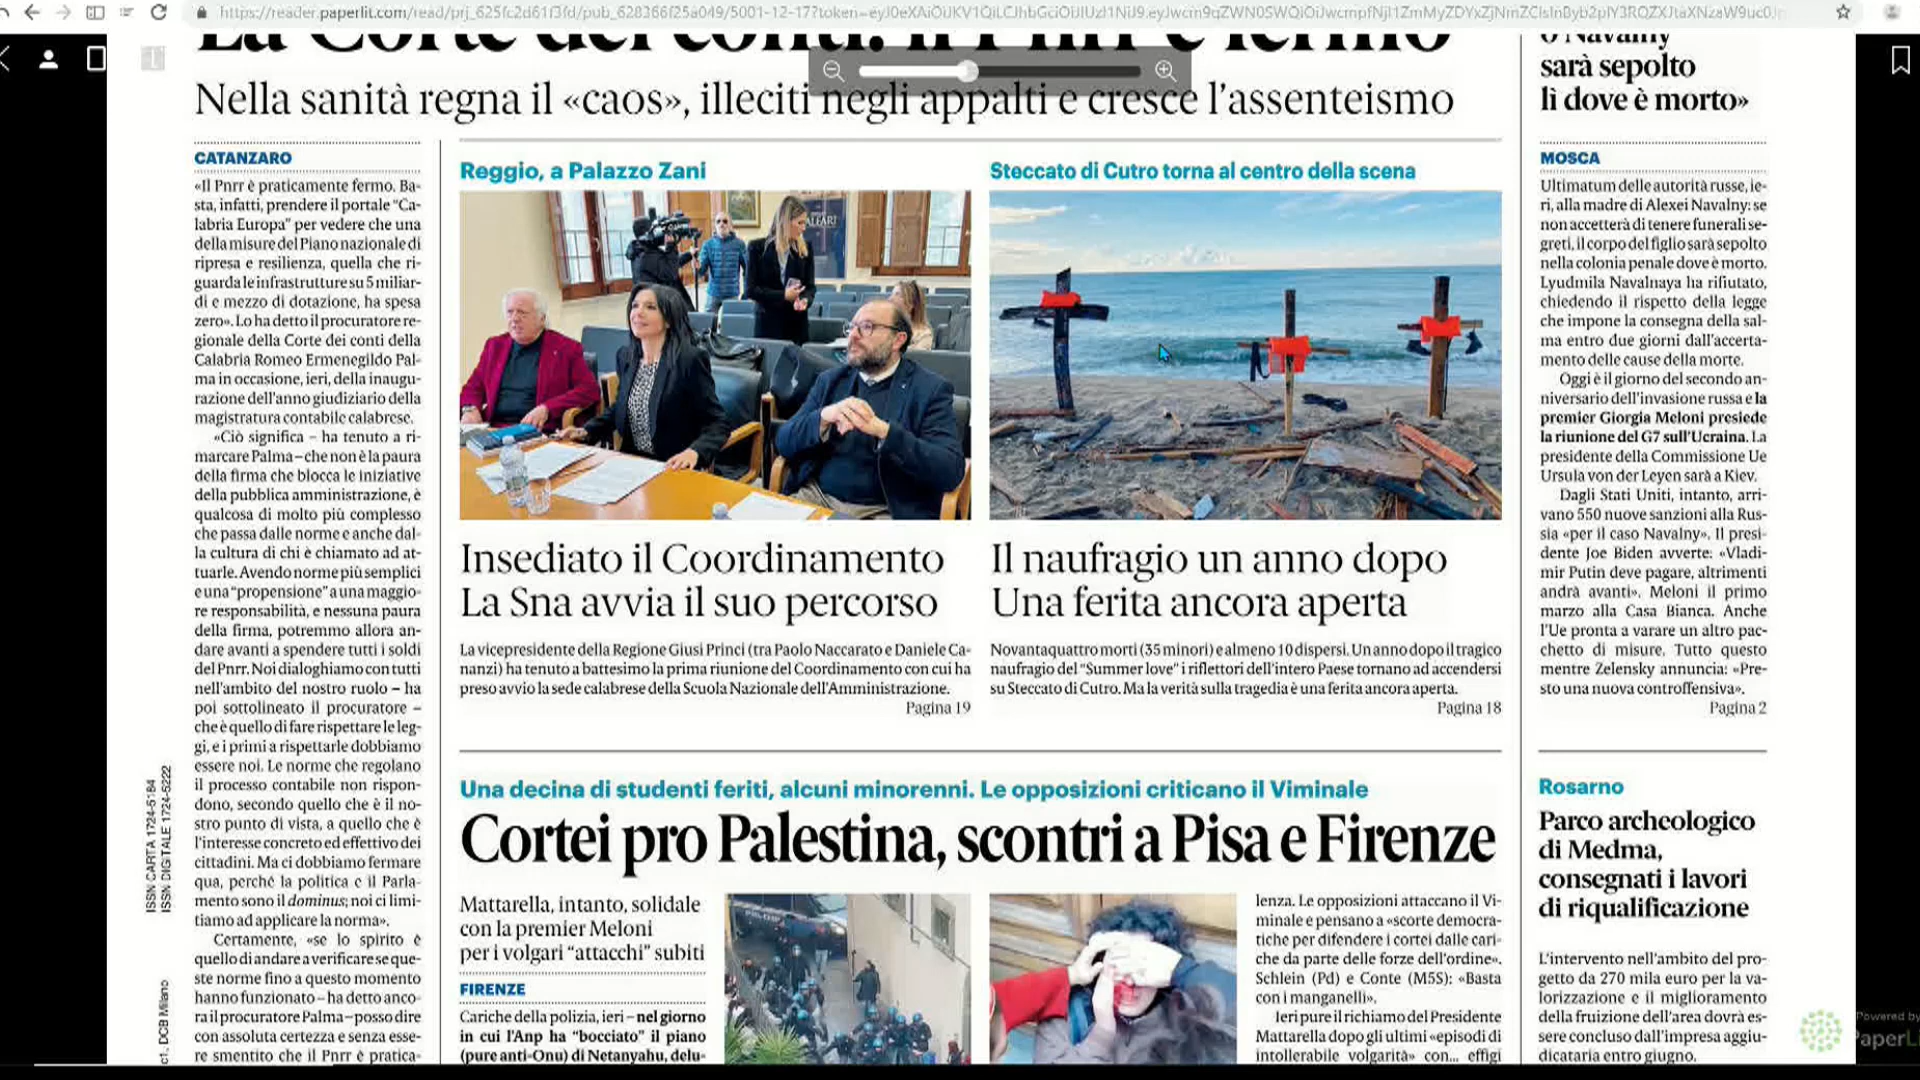 La Corte dei conti: il Pnrr è fermo
Nella sanità regna il «caos», illeciti negli appalti e cresce l'assenteismo
CATANZARO
«Il Pnrr è praticamente fermo. Ba-
sta, infatti, prendere il portale “Ca-
labria Europa” per vedere che una
della misure del Piano nazionale di
ripresa e resilienza, quella che ri-
guarda le infrastrutture su 5 miliar-
di e mezzo di dotazione, ha spesa
zero». Lo ha detto il procuratore re-
gionale della Corte dei conti della
Calabria Romeo Ermenegildo Pal-
ma in occasione, ieri, della inaugu-
razione dell'anno giudiziario della
magistratura contabile calabrese.
«Ciò significa – ha tenuto a ri-
marcare Palma – che non è la paura
della firma che blocca le iniziative
della pubblica amministrazione, è
qualcosa di molto più complesso
che passa dalle norme e anche dal-
la cultura di chi è chiamato ad at-
tuarle. Avendo norme più semplici
e una “propensione” a una maggio-
re responsabilità, e nessuna paura
della firma, potremmo allora an-
dare avanti a spendere tutti i soldi
del Pnrr. Noi dialoghiamo con tutti
nell'ambito del nostro ruolo – ha
poi sottolineato il procuratore –
che è quello di fare rispettare le leg-
gi, e i primi a rispettarle dobbiamo
essere noi. Le norme che regolano
il processo contabile non rispon-
dono, secondo quello che è il no-
stro punto di vista, a quello che è
l'interesse concreto ed effettivo dei
cittadini. Ma ci dobbiamo fermare
qua, perché la politica e il Parla-
mento sono il dominus; noi ci limi-
tiamo ad applicare la norma».
Certamente, «se lo spirito è
quello di andare a verificare se que-
ste norme fino a questo momento
hanno funzionato – ha detto anco-
ra il procuratore Palma – posso dire
con assoluta certezza e senza esse-
re smentito che il Pnrr è pratica-
ISSN CARTA 1724-5184
ISSN DIGITALE 1724-5222
c1, DCB Milano
Reggio, a Palazzo Zani
Insediato il Coordinamento
La Sna avvia il suo percorso
La vicepresidente della Regione Giusi Princi (tra Paolo Naccarato e Daniele Ca-
nanzi) ha tenuto a battesimo la prima riunione del Coordinamento con cui ha
preso avvio la sede calabrese della Scuola Nazionale dell'Amministrazione.
Pagina 19
Steccato di Cutro torna al centro della scena
Il naufragio un anno dopo
Una ferita ancora aperta
Novantaquattro morti (35 minori) e almeno 10 dispersi. Un anno dopo il tragico
naufragio del “Summer love” i riflettori dell'intero Paese tornano ad accendersi
su Steccato di Cutro. Ma la verità sulla tragedia è una ferita ancora aperta.
Pagina 18
Una decina di studenti feriti, alcuni minorenni. Le opposizioni criticano il Viminale
Cortei pro Palestina, scontri a Pisa e Firenze
Mattarella, intanto, solidale
con la premier Meloni
per i volgari “attacchi” subiti
FIRENZE
Cariche della polizia, ieri – nel giorno
in cui l'Anp ha “bocciato” il piano
(pure anti-Onu) di Netanyahu, delu-
lenza. Le opposizioni attaccano il Vi-
minale e pensano a «scorte democra-
tiche per difendere i cortei dalle cari-
che da parte delle forze dell'ordine».
Schlein (Pd) e Conte (M5S): «Basta
con i manganelli».
Ieri pure il richiamo del Presidente
Mattarella dopo gli ultimi «episodi di
intollerabile volgarità» con... effigi
o Navalny
sarà sepolto
lì dove è morto»
MOSCA
Ultimatum delle autorità russe, ie-
ri, alla madre di Alexei Navalny: se
non accetterà di tenere funerali se-
greti, il corpo del figlio sarà sepolto
nella colonia penale dove è morto.
Lyudmila Navalnaya ha rifiutato,
chiedendo il rispetto della legge
che impone la consegna della sal-
ma entro due giorni dall'accerta-
mento delle cause della morte.
Oggi è il giorno del secondo an-
niversario dell'invasione russa e la
premier Giorgia Meloni presiede
la riunione del G7 sull'Ucraina. La
presidente della Commissione Ue
Ursula von der Leyen sarà a Kiev.
Dagli Stati Uniti, intanto, arri-
vano 550 nuove sanzioni alla Rus-
sia «per il caso Navalny». Il presi-
dente Joe Biden avverte: «Vladi-
mir Putin deve pagare, altrimenti
andrà avanti». Meloni il primo
marzo alla Casa Bianca. Anche
l'Ue pronta a varare un altro pac-
chetto di misure. Tutto questo
mentre Zelensky annuncia: «Pre-
sto una nuova controffensiva».
Pagina 2
Rosarno
Parco archeologico
di Medma,
consegnati i lavori
di riqualificazione
L'intervento nell'ambito del pro-
getto da 270 mila euro per la va-
lorizzazione e il miglioramento
della fruizione dell'area dovrà es-
sere concluso dall'impresa aggiu-
dicataria entro giugno.
Powered by
PaperLi